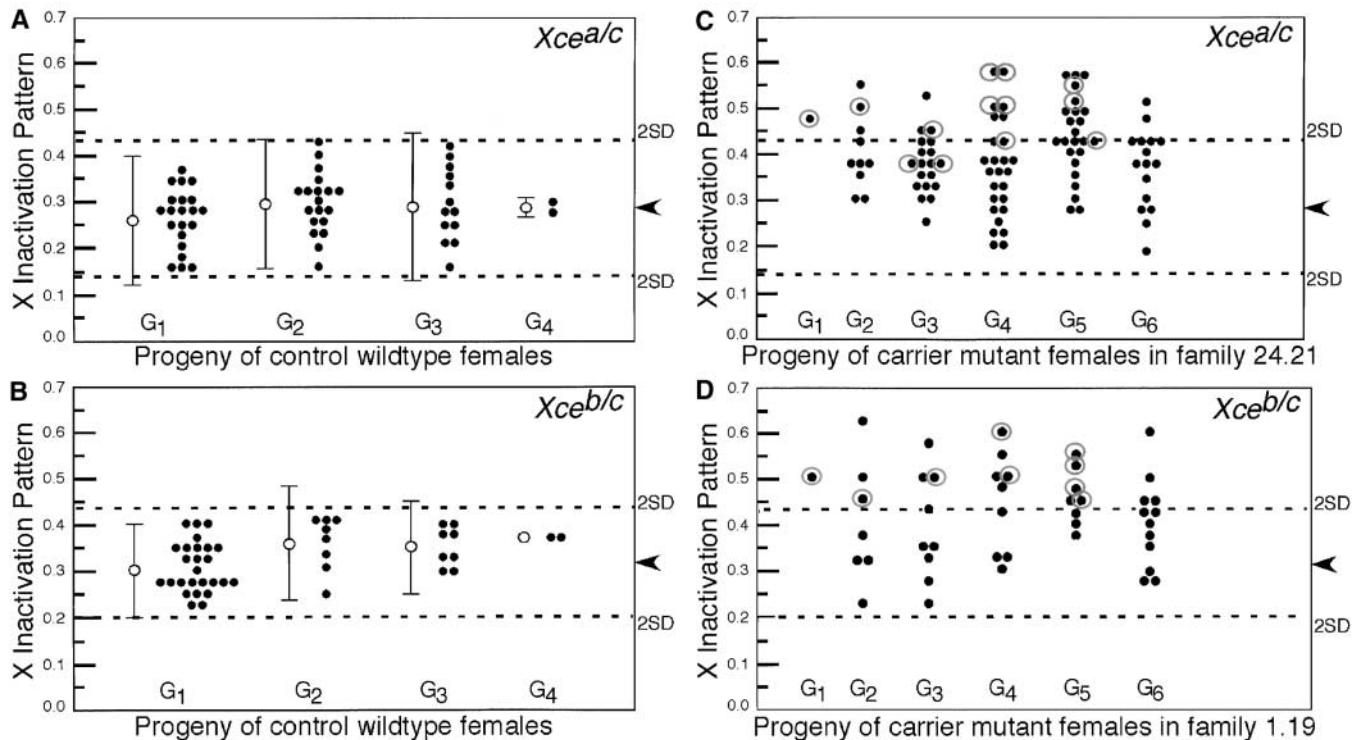 A
X Inactivation Pattern
0.7
0.6
0.5
0.4
0.3
0.2
0.1
0.0
Xce a/c
2SD
2SD
G1 G2 G3 G4
Progeny of control wildtype females
B
X Inactivation Pattern
0.7
0.6
0.5
0.4
0.3
0.2
0.1
0.0
Xce b/c
2SD
2SD
G1 G2 G3 G4
Progeny of control wildtype females
C
X Inactivation Pattern
0.7
0.6
0.5
0.4
0.3
0.2
0.1
0.0
Xce a/c
2SD
2SD
G1 G2 G3 G4 G5 G6
Progeny of carrier mutant females in family 24.21
D
X Inactivation Pattern
0.7
0.6
0.5
0.4
0.3
0.2
0.1
0.0
Xce b/c
2SD
2SD
G1 G2 G3 G4 G5 G6
Progeny of carrier mutant females in family 1.19